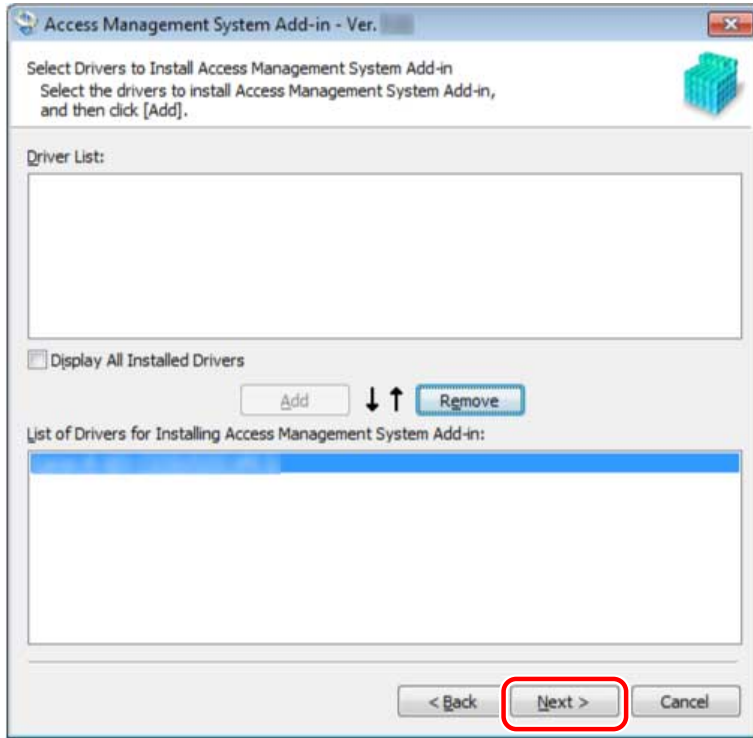 Access Management System Add-in - Ver.
Select Drivers to Install Access Management System Add-in
Select the drivers to install Access Management System Add-in,
and then click [Add].
Driver List:
Display All Installed Drivers
Add ↓↑ Remove
List of Drivers for Installing Access Management System Add-in:
< Back Next > Cancel